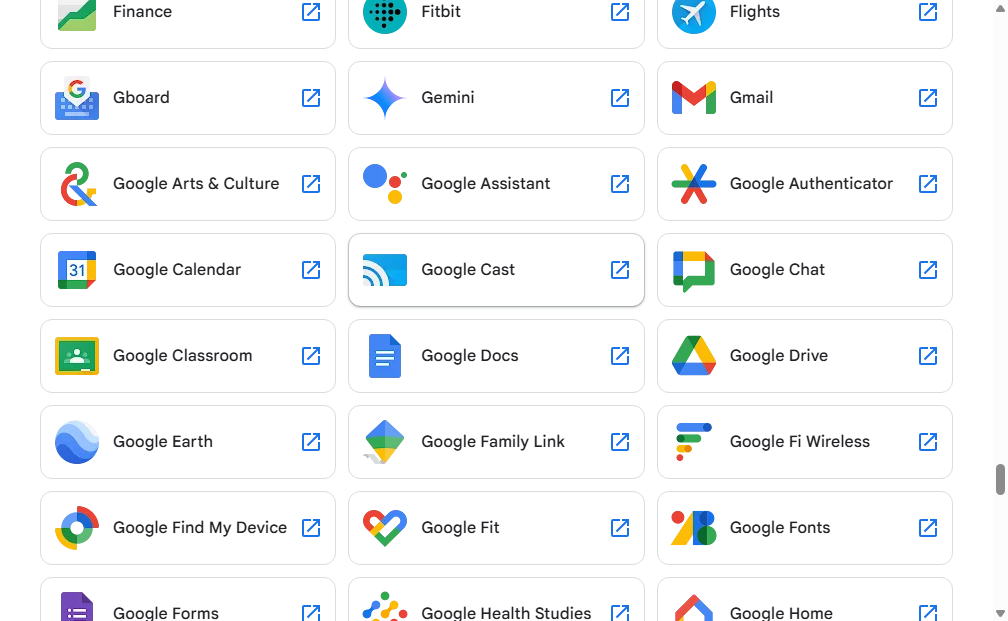 Finance
Fitbit
Flights
Gboard
Gemini
Gmail
Google Arts & Culture
Google Assistant
Google Authenticator
31
Google Calendar
Google Cast
Google Chat
Google Classroom
Google Docs
Google Drive
Google Earth
Google Family Link
Google Fi Wireless
Google Find My Device
Google Fit
Google Fonts
Google Forms
Google Health Studies
Google Home